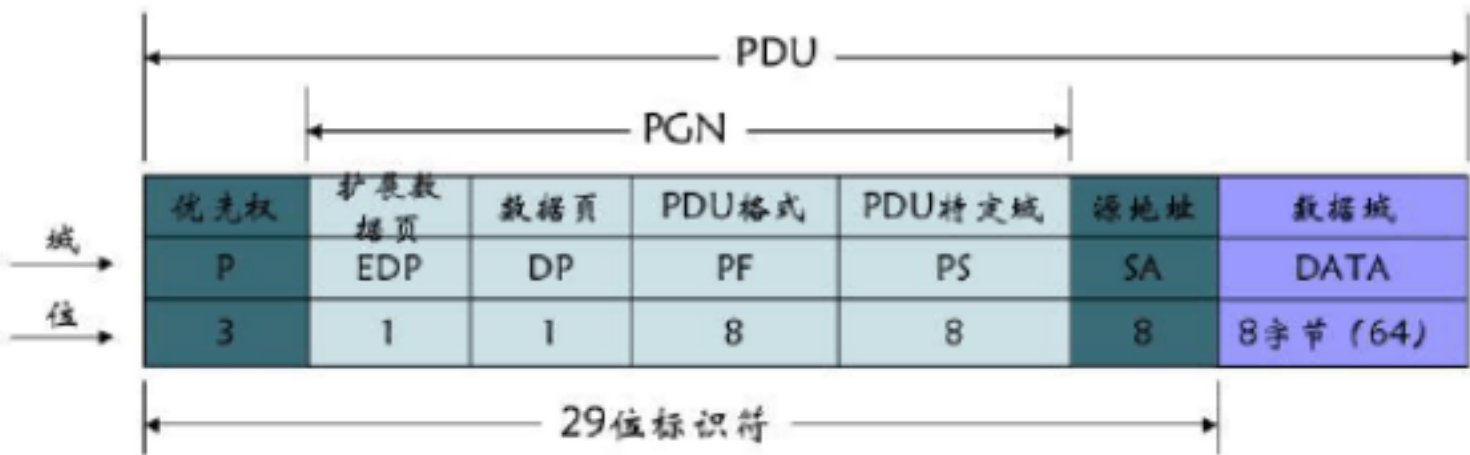 PDU
PGN
优先权 扩展数据页 数据页 PDU格式 PDU特定域 源地址 数据域
域 P EDP DP PF PS SA DATA
位 3 1 1 8 8 8 8字节（64）
29位标识符